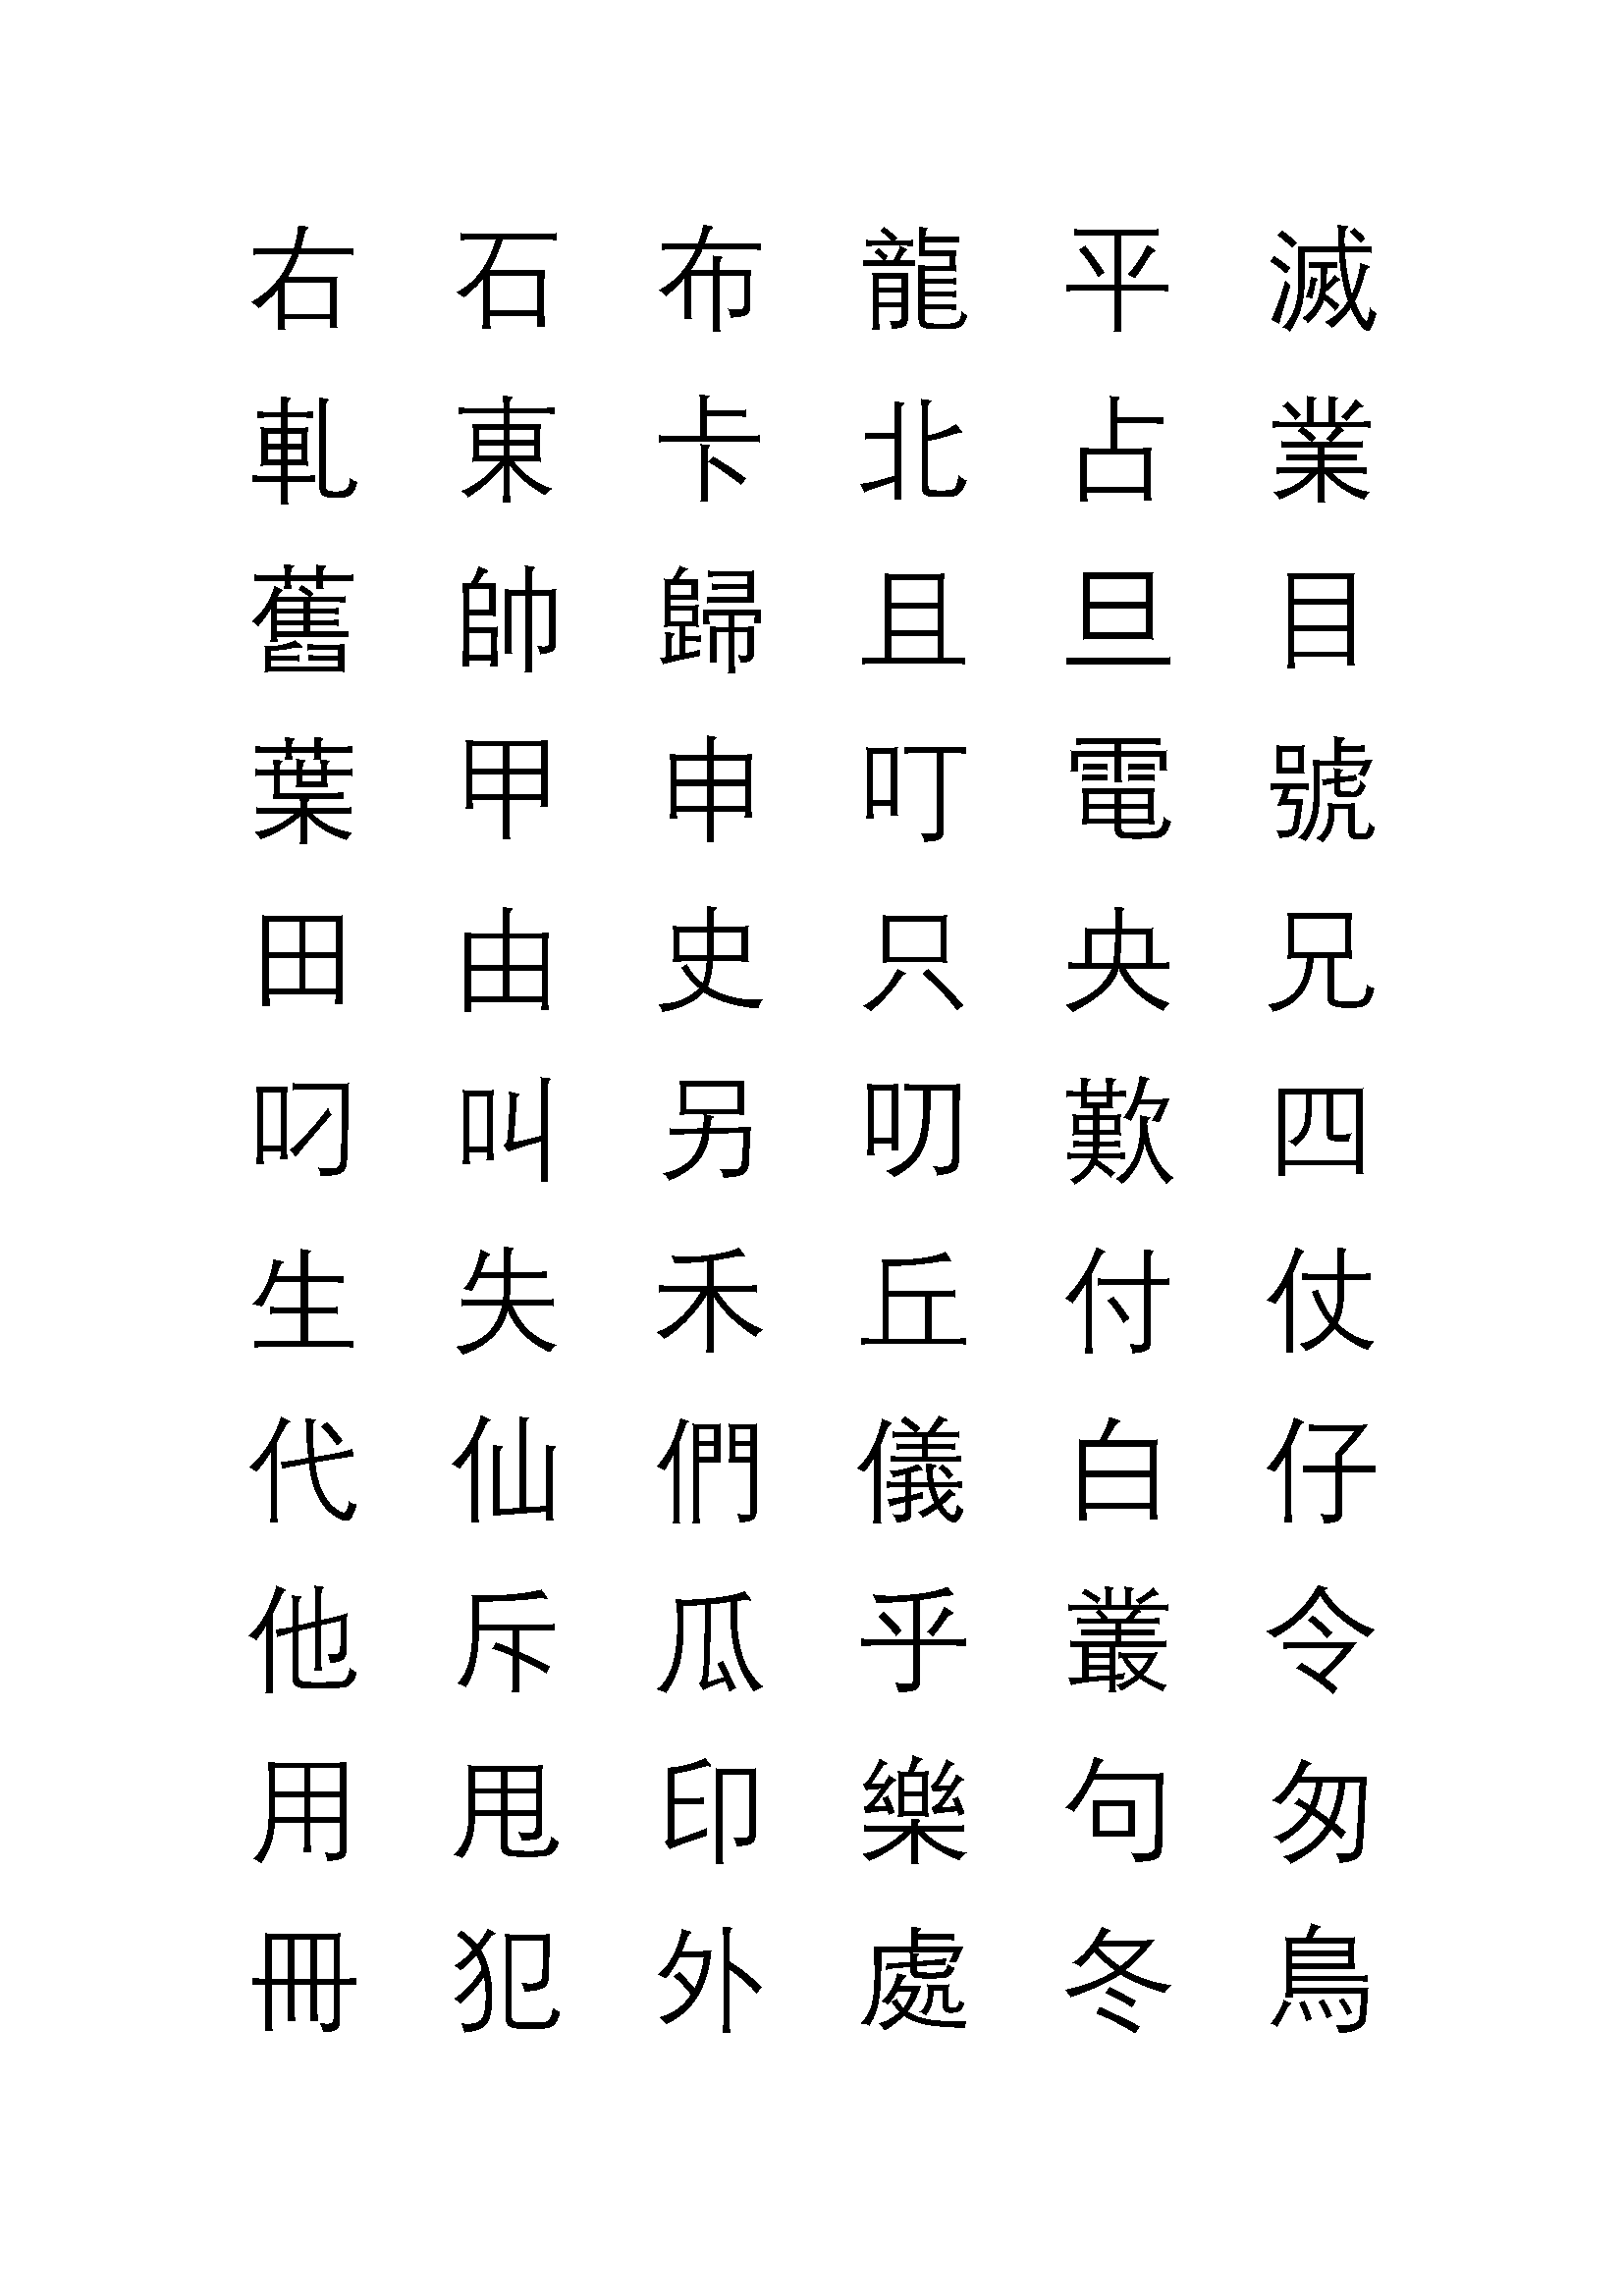 右 石 布 龍 平 滅
軋 東 卡 北 占 業
舊 帥 歸 且 旦 目
葉 甲 申 叮 電 號
田 由 史 只 央 兄
叼 叫 另 叨 歎 四
生 失 禾 丘 付 仗
代 仙 們 儀 白 仔
他 斥 瓜 乎 叢 令
用 甩 印 樂 句 匆
冊 犯 外 處 冬 鳥